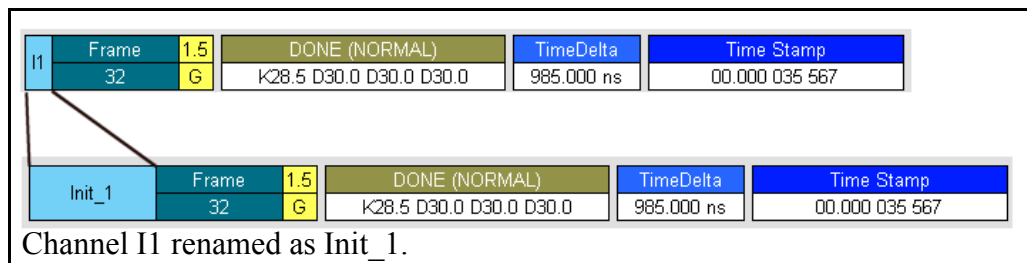 I1 Frame 1.5 DONE (NORMAL) TimeDelta Time Stamp
32 G K28.5 D30.0 D30.0 D30.0 985.000 ns 00.000 035 567
Init_1 Frame 1.5 DONE (NORMAL) TimeDelta Time Stamp
32 G K28.5 D30.0 D30.0 D30.0 985.000 ns 00.000 035 567
Channel I1 renamed as Init_1.